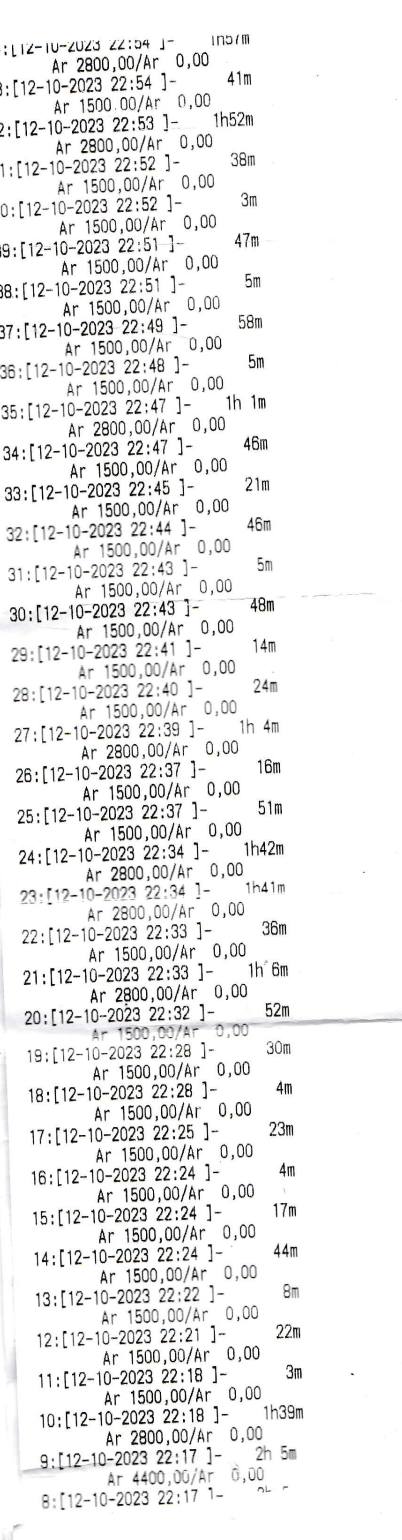 :[12-10-2023 22:54 ]- 1h57m
Ar 2800,00/Ar 0,00
3:[12-10-2023 22:54 ]- 41m
Ar 1500,00/Ar 0,00
2:[12-10-2023 22:53 ]- 1h52m
Ar 2800,00/Ar 0,00
1:[12-10-2023 22:52 ]- 38m
Ar 1500,00/Ar 0,00
0:[12-10-2023 22:52 ]- 3m
Ar 1500,00/Ar 0,00
39:[12-10-2023 22:51 ]- 47m
Ar 1500,00/Ar 0,00
38:[12-10-2023 22:51 ]- 5m
Ar 1500,00/Ar 0,00
37:[12-10-2023 22:49 ]- 58m
Ar 1500,00/Ar 0,00
36:[12-10-2023 22:48 ]- 5m
Ar 1500,00/Ar 0,00
35:[12-10-2023 22:47 ]- 1h 1m
Ar 2800,00/Ar 0,00
34:[12-10-2023 22:47 ]- 46m
Ar 1500,00/Ar 0,00
33:[12-10-2023 22:45 ]- 21m
Ar 1500,00/Ar 0,00
32:[12-10-2023 22:44 ]- 46m
Ar 1500,00/Ar 0,00
31:[12-10-2023 22:43 ]- 5m
Ar 1500,00/Ar 0,00
30:[12-10-2023 22:43 ]- 48m
Ar 1500,00/Ar 0,00
29:[12-10-2023 22:41 ]- 14m
Ar 1500,00/Ar 0,00
28:[12-10-2023 22:40 ]- 24m
Ar 1500,00/Ar 0,00
27:[12-10-2023 22:39 ]- 1h 4m
Ar 2800,00/Ar 0,00
26:[12-10-2023 22:37 ]- 16m
Ar 1500,00/Ar 0,00
25:[12-10-2023 22:37 ]- 51m
Ar 1500,00/Ar 0,00
24:[12-10-2023 22:34 ]- 1h42m
Ar 2800,00/Ar 0,00
23:[12-10-2023 22:34 ]- 1h41m
Ar 2800,00/Ar 0,00
22:[12-10-2023 22:33 ]- 36m
Ar 1500,00/Ar 0,00
21:[12-10-2023 22:33 ]- 1h 6m
Ar 2800,00/Ar 0,00
20:[12-10-2023 22:32 ]- 52m
Ar 1500,00/Ar 0,00
19:[12-10-2023 22:28 ]- 30m
Ar 1500,00/Ar 0,00
18:[12-10-2023 22:28 ]- 4m
Ar 1500,00/Ar 0,00
17:[12-10-2023 22:25 ]- 23m
Ar 1500,00/Ar 0,00
16:[12-10-2023 22:24 ]- 4m
Ar 1500,00/Ar 0,00
15:[12-10-2023 22:24 ]- 17m
Ar 1500,00/Ar 0,00
14:[12-10-2023 22:24 ]- 44m
Ar 1500,00/Ar 0,00
13:[12-10-2023 22:22 ]- 8m
Ar 1500,00/Ar 0,00
12:[12-10-2023 22:21 ]- 22m
Ar 1500,00/Ar 0,00
11:[12-10-2023 22:18 ]- 3m
Ar 1500,00/Ar 0,00
10:[12-10-2023 22:18 ]- 1h39m
Ar 2800,00/Ar 0,00
9:[12-10-2023 22:17 ]- 2h 5m
Ar 4400,00/Ar 0,00
8:[12-10-2023 22:17 ]-